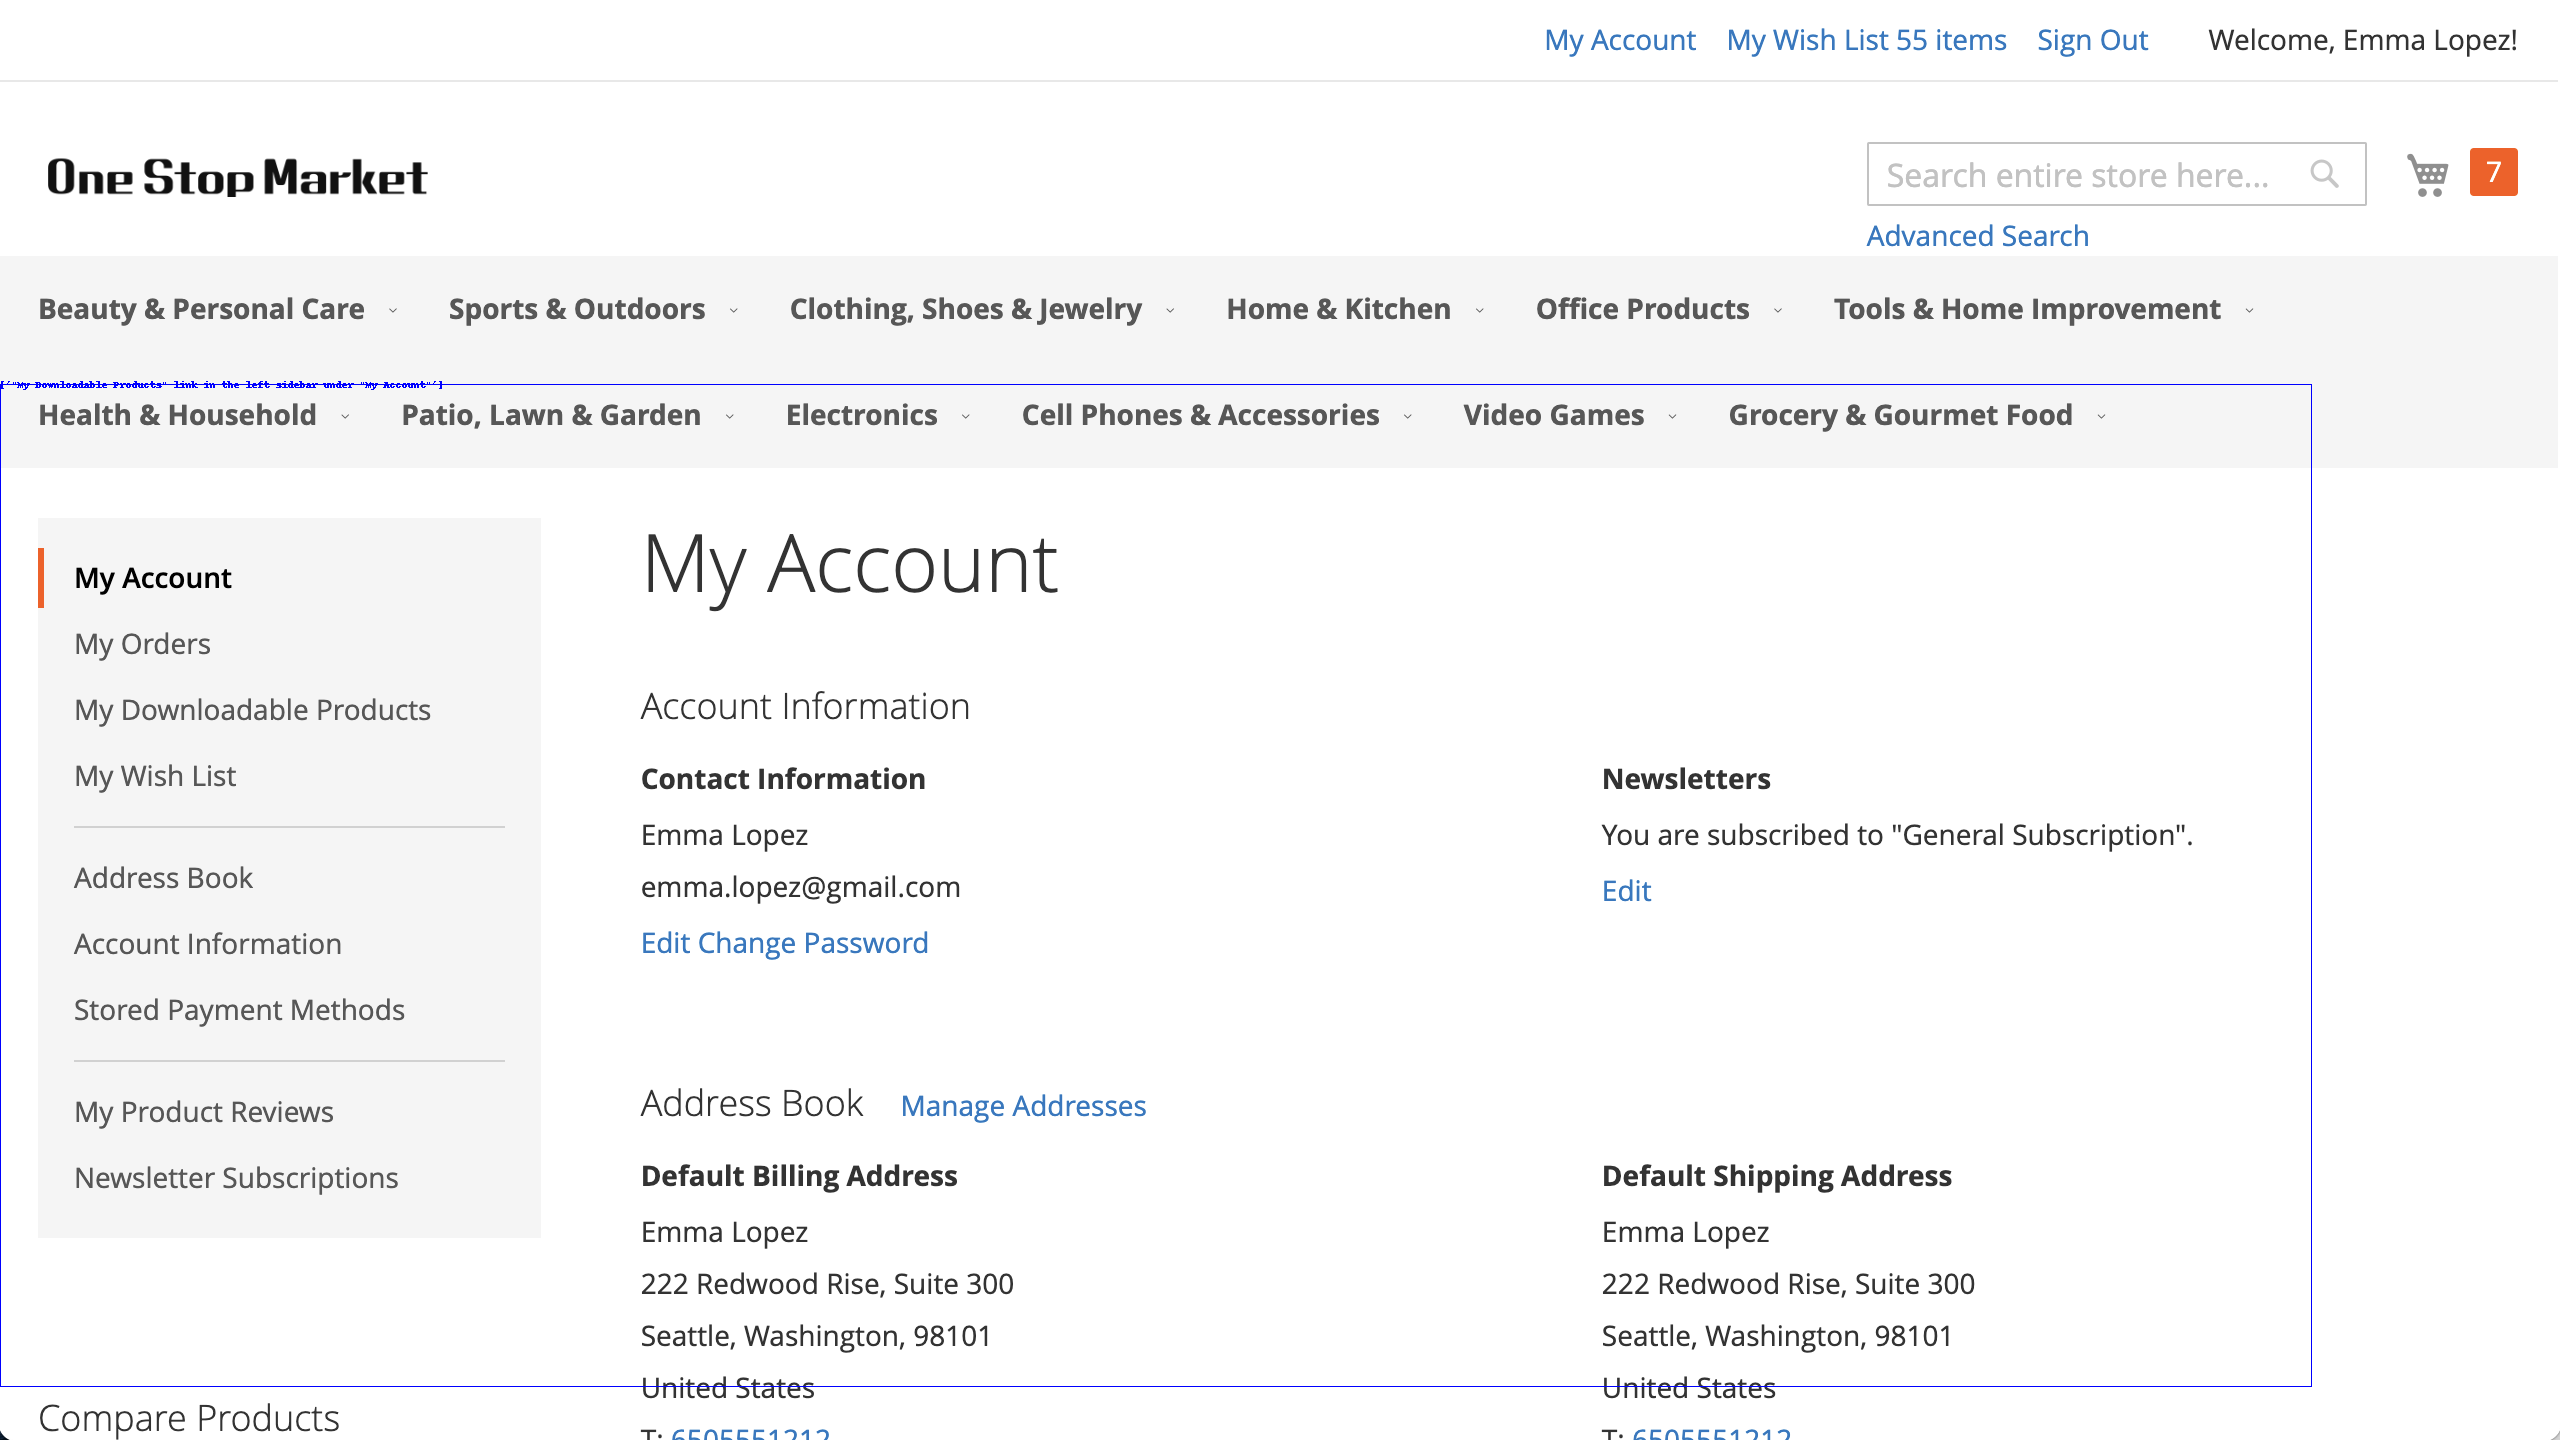 My Account My Wish List 55 items Sign Out Welcome, Emma Lopez!
One Stop Market
Search entire store here...
7
Advanced Search
Beauty & Personal Care Sports & Outdoors Clothing, Shoes & Jewelry Home & Kitchen Office Products Tools & Home Improvement
['"My Downloadable Products" link in the left sidebar under "My Account"']
Health & Household Patio, Lawn & Garden Electronics Cell Phones & Accessories Video Games Grocery & Gourmet Food
My Account
My Orders
My Downloadable Products
My Wish List
Address Book
Account Information
Stored Payment Methods
My Product Reviews
Newsletter Subscriptions
Compare Products
My Account
Account Information
Contact Information
Emma Lopez
emma.lopez@gmail.com
Edit Change Password
Newsletters
You are subscribed to "General Subscription".
Edit
Address Book Manage Addresses
Default Billing Address
Emma Lopez
222 Redwood Rise, Suite 300
Seattle, Washington, 98101
United States
T: 6505551212
Default Shipping Address
Emma Lopez
222 Redwood Rise, Suite 300
Seattle, Washington, 98101
United States
T: 6505551212